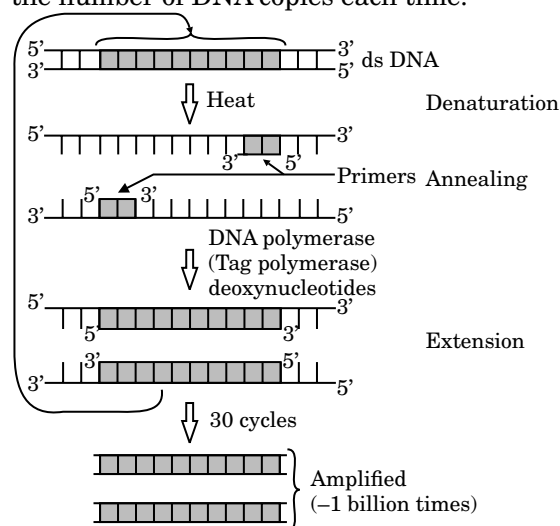 the number of DNA copies each time.
5’ 3’
3’ 5’ ds DNA
Heat
Denaturation
5’ 3’
3’ 5’
Primers Annealing
5’ 3’
3’ 5’
DNA polymerase
(Tag polymerase)
deoxynucleotides
5’ 3’
5’ 3’
Extension
3’ 5’
3’ 5’
30 cycles
Amplified
(–1 billion times)